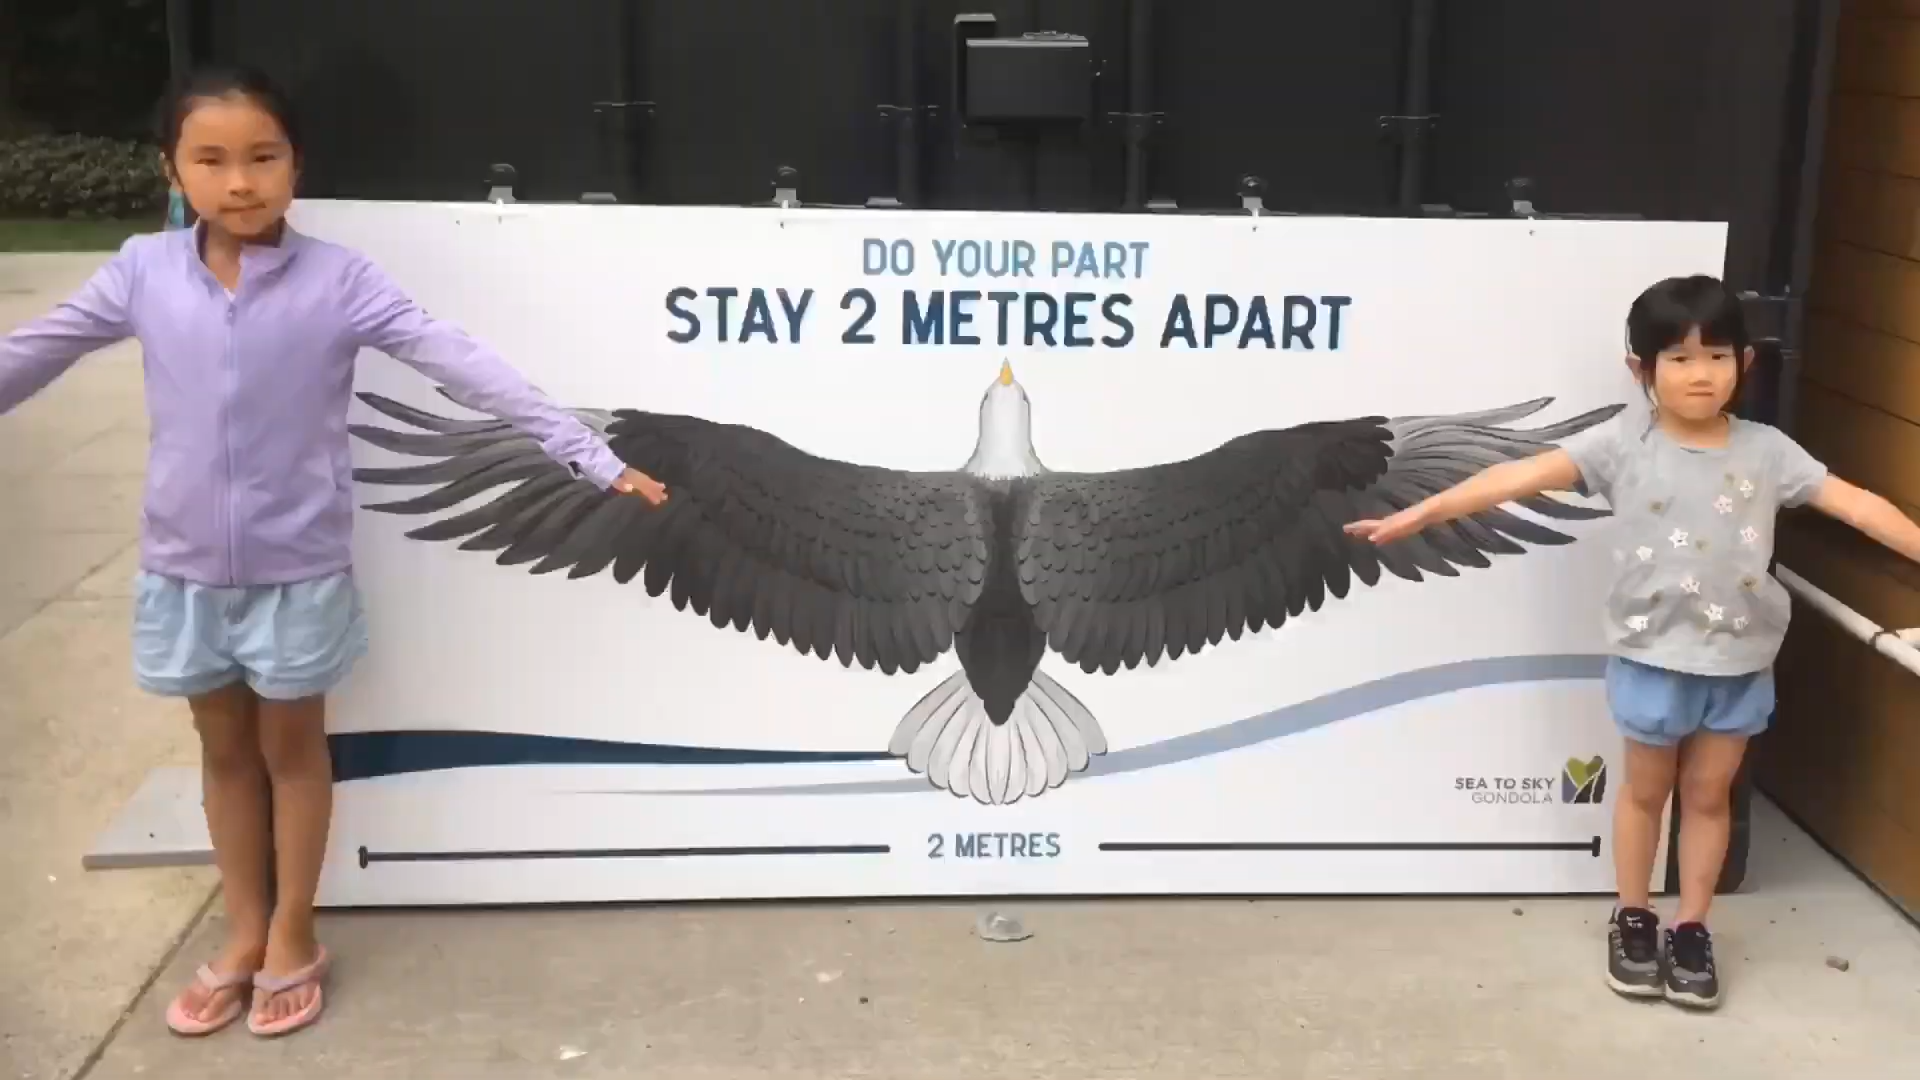 DO YOUR PART
STAY 2 METRES APART
SEA TO SKY
GONDOLA
2 METRES